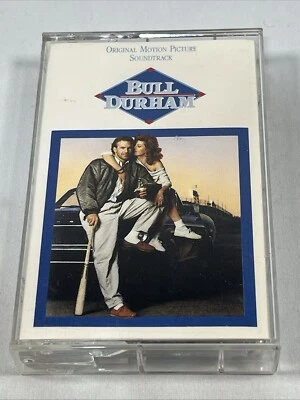 ORIGINAL MOTION PICTURE
SOUNDTRACK
BULL
DURHAM